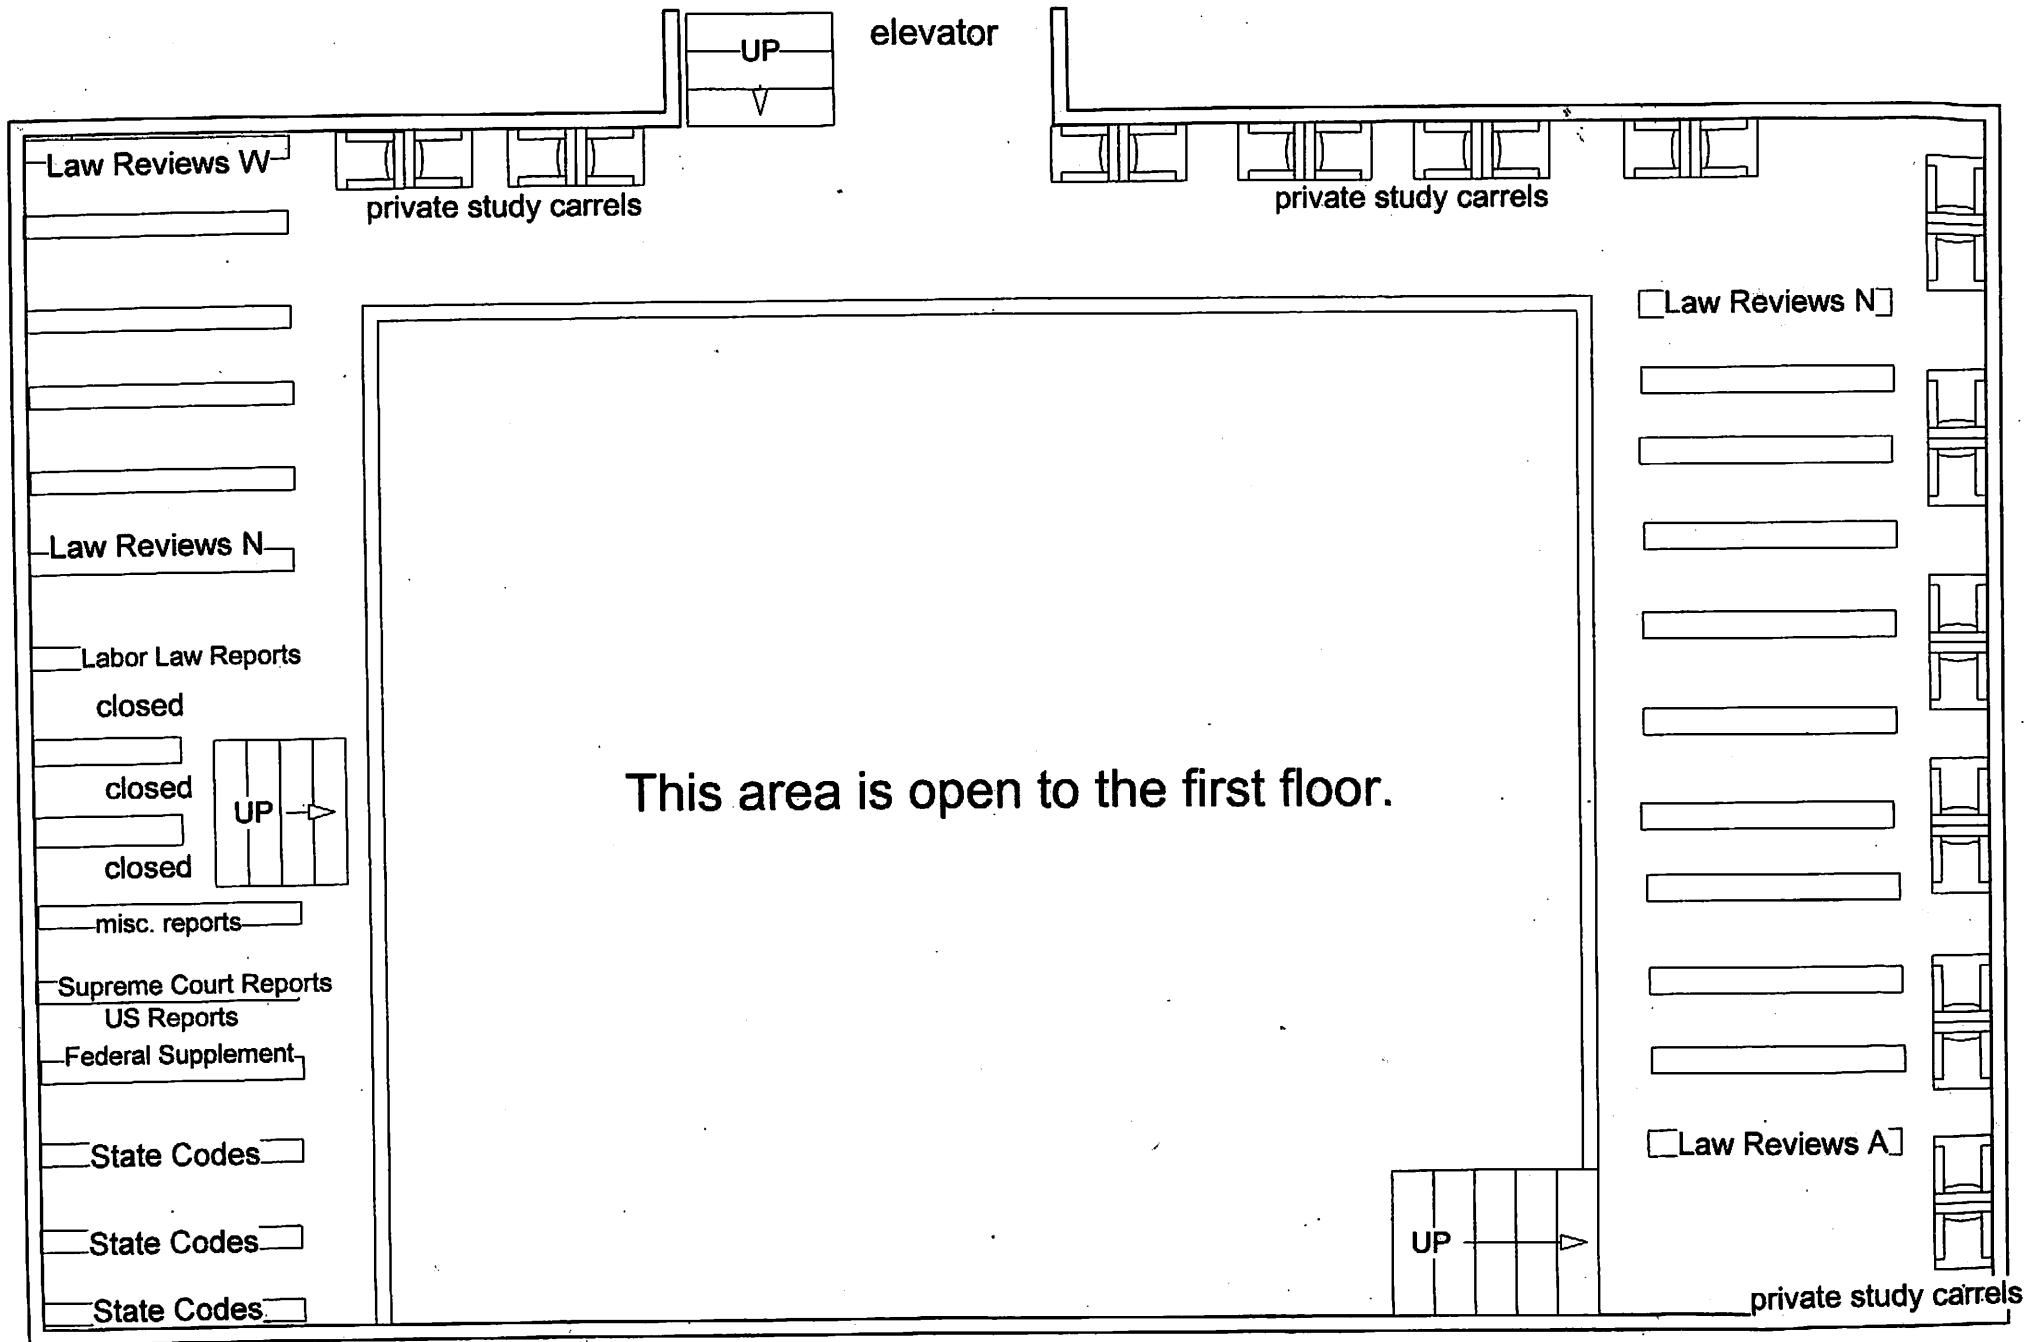 elevator
UP
Law Reviews W
private study carrels
private study carrels
Law Reviews N
Law Reviews N
Labor Law Reports
closed
closed
This area is open to the first floor.
UP
closed
misc. reports
Supreme Court Reports
US Reports
Federal Supplement
State Codes
Law Reviews A
State Codes
UP
private study carrels
State Codes